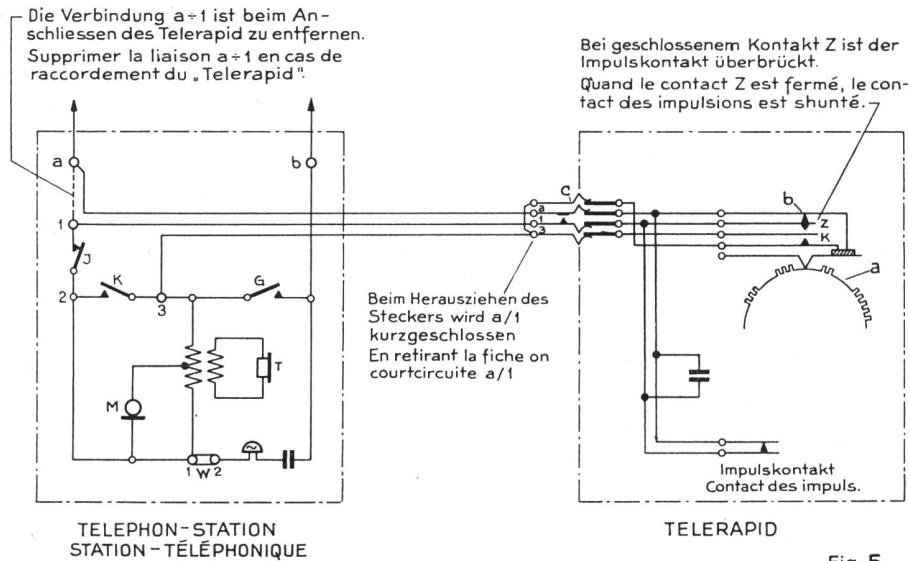 Die Verbindung a÷1 ist beim An-
schliessen des Telerapid zu entfernen.
Supprimer la liaison a÷1 en cas de
raccordement du „Telerapid".
Bei geschlossenem Kontakt Z ist der
Impulskontakt überbrückt.
Quand le contact Z est fermé, le con-
tact des impulsions est shunté.
a
b
1
J
2
K
3
G
T
M
1 W 2
c
a
1
3
b
Z
K
a
Beim Herausziehen des
Steckers wird a/1
kurzgeschlossen
En retirant la fiche on
courtcircuite a/1
Impulskontakt
Contact des impuls.
TELEPHON-STATION
STATION-TÉLÉPHONIQUE
TELERAPID
Fig. 5